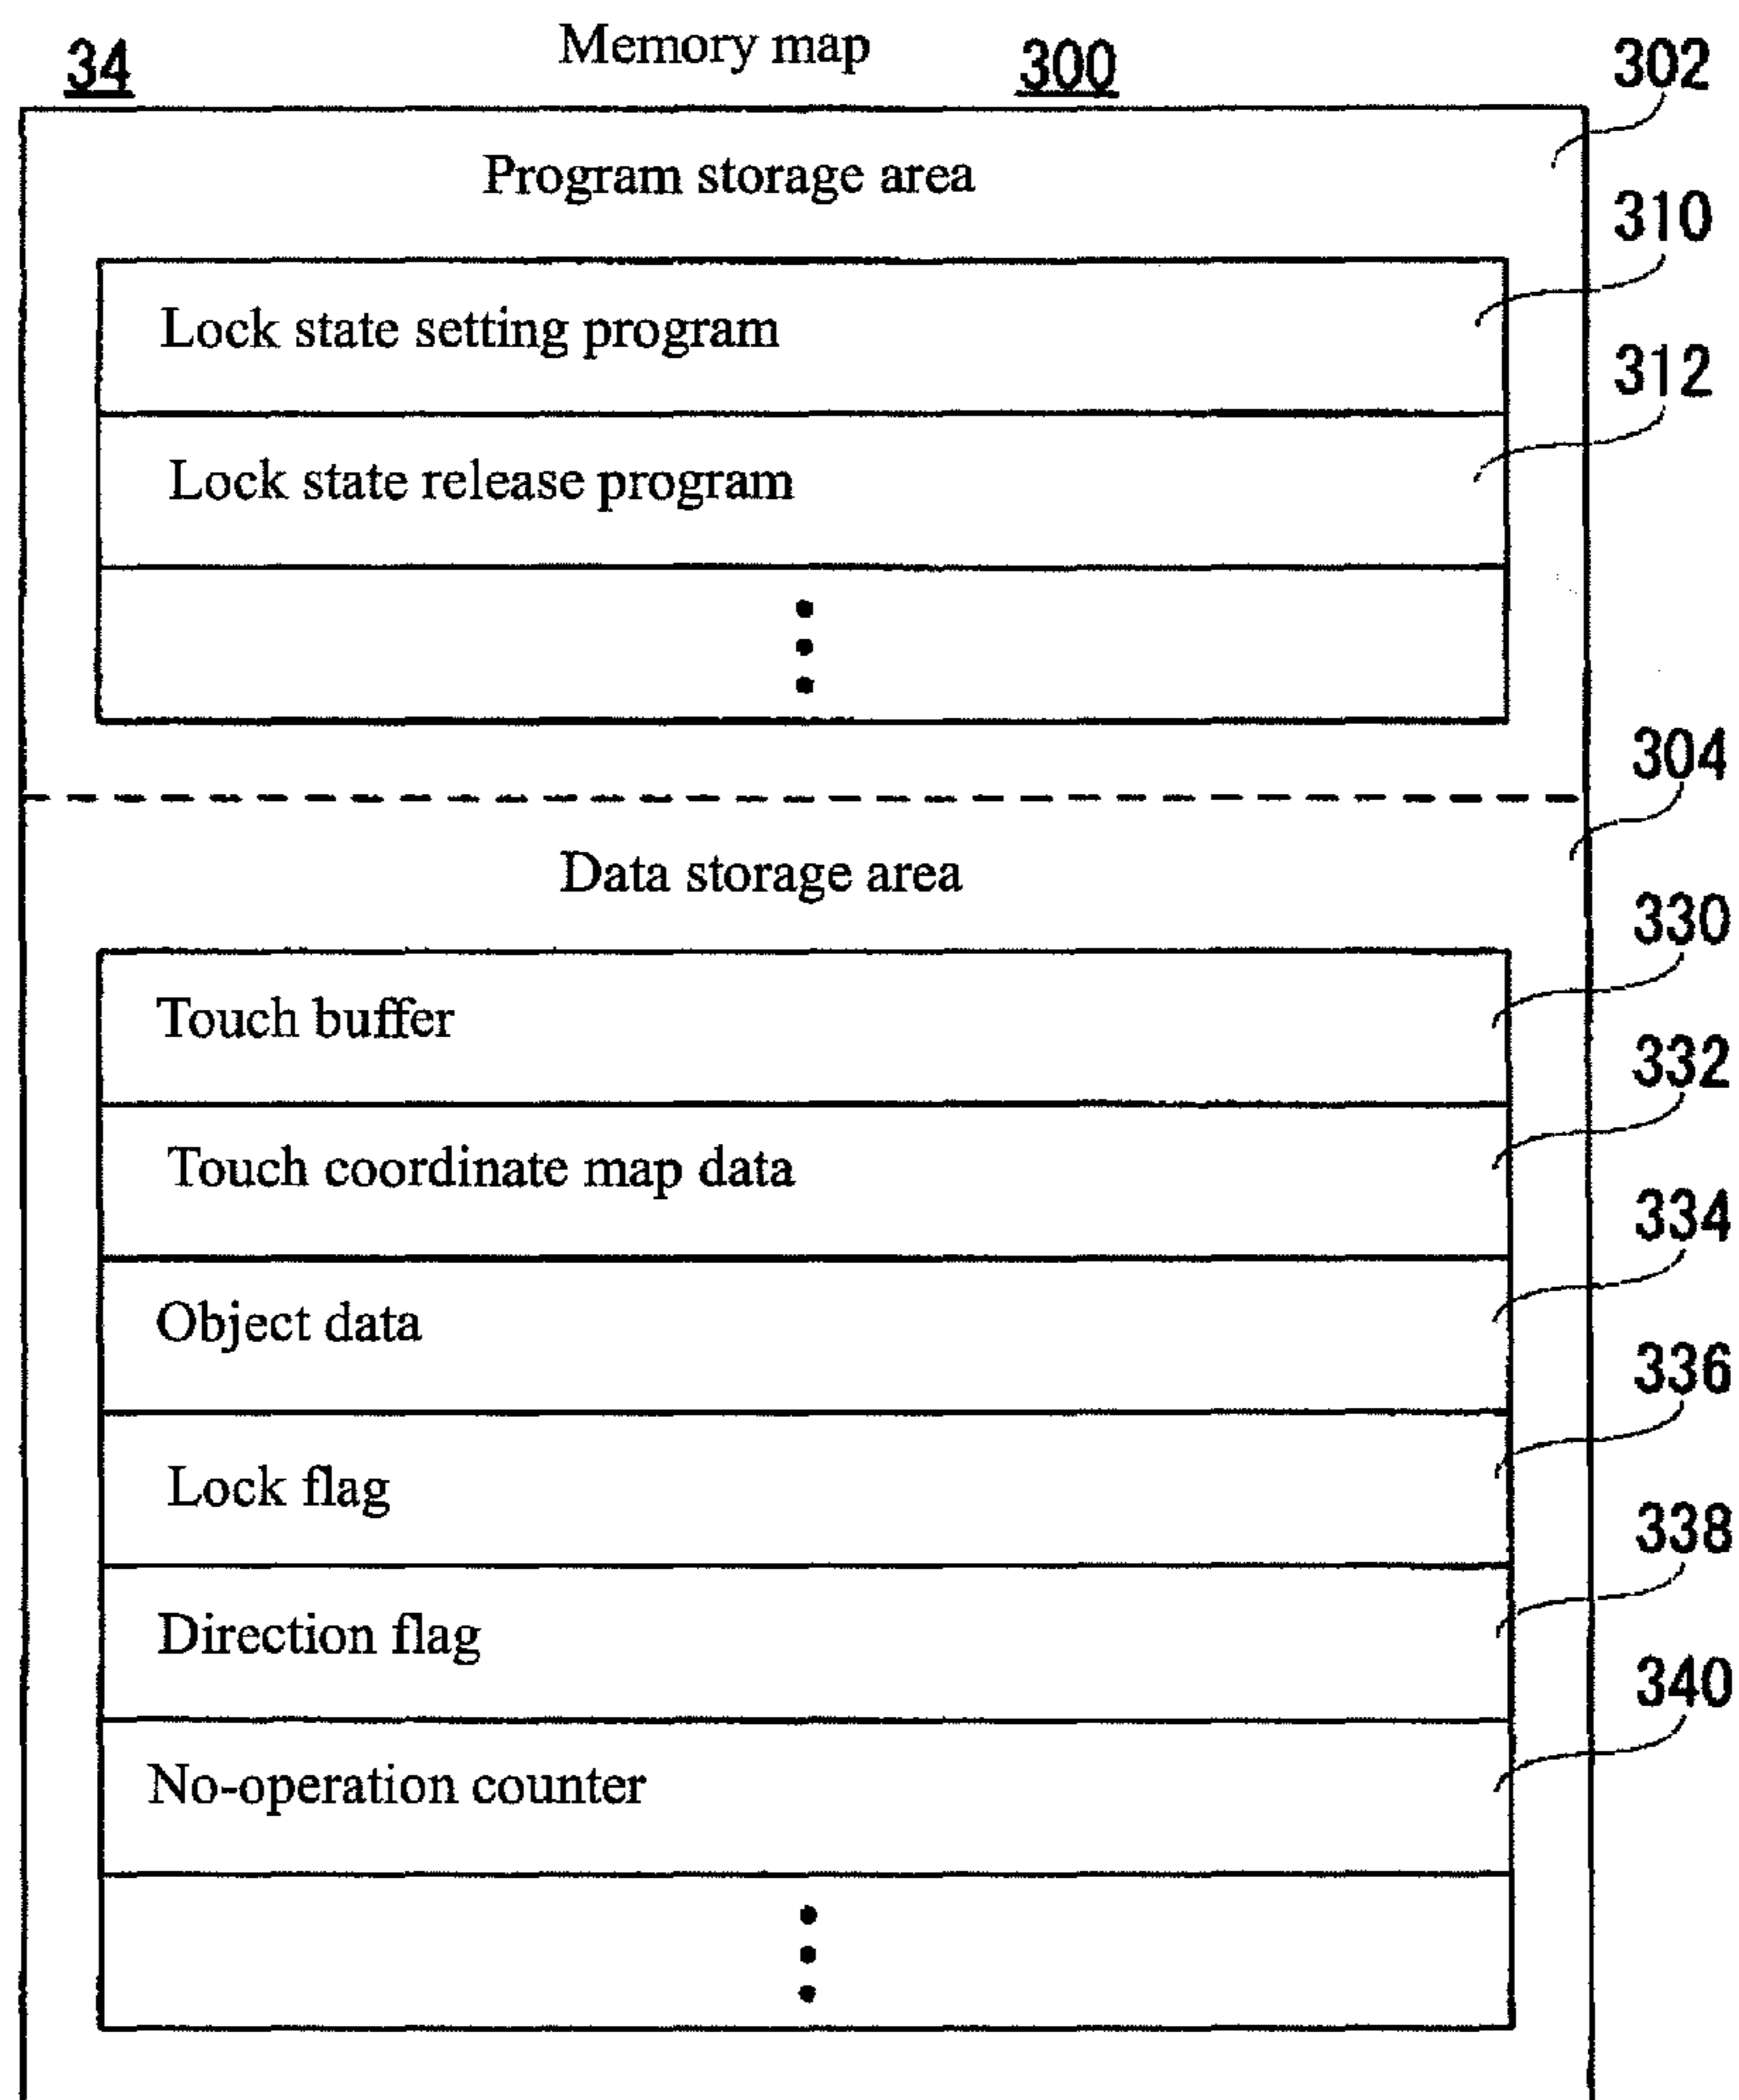 34 Memory map 300
302
Program storage area
310
Lock state setting program
312
Lock state release program
304
Data storage area
330
Touch buffer
332
Touch coordinate map data
334
Object data
336
Lock flag
338
Direction flag
340
No-operation counter